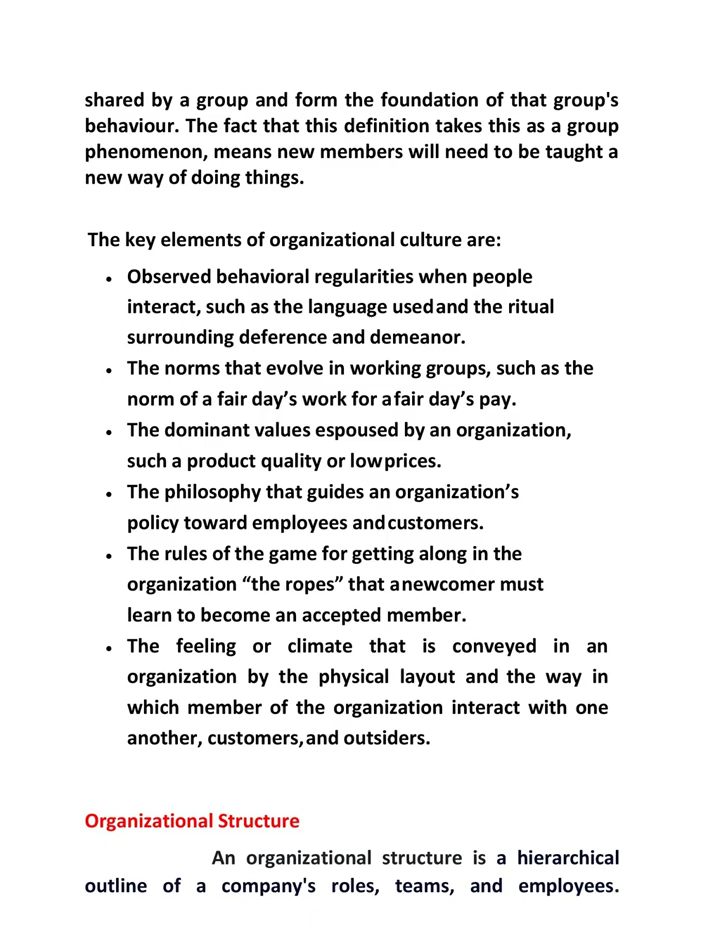 shared by a group and form the foundation of that group's
behaviour. The fact that this definition takes this as a group
phenomenon, means new members will need to be taught a
new way of doing things.
The key elements of organizational culture are:
• Observed behavioral regularities when people
interact, such as the language usedand the ritual
surrounding deference and demeanor.
• The norms that evolve in working groups, such as the
norm of a fair day’s work for afair day’s pay.
• The dominant values espoused by an organization,
such a product quality or lowprices.
• The philosophy that guides an organization’s
policy toward employees andcustomers.
• The rules of the game for getting along in the
organization “the ropes” that anewcomer must
learn to become an accepted member.
• The feeling or climate that is conveyed in an
organization by the physical layout and the way in
which member of the organization interact with one
another, customers,and outsiders.
Organizational Structure
An organizational structure is a hierarchical
outline of a company's roles, teams, and employees.